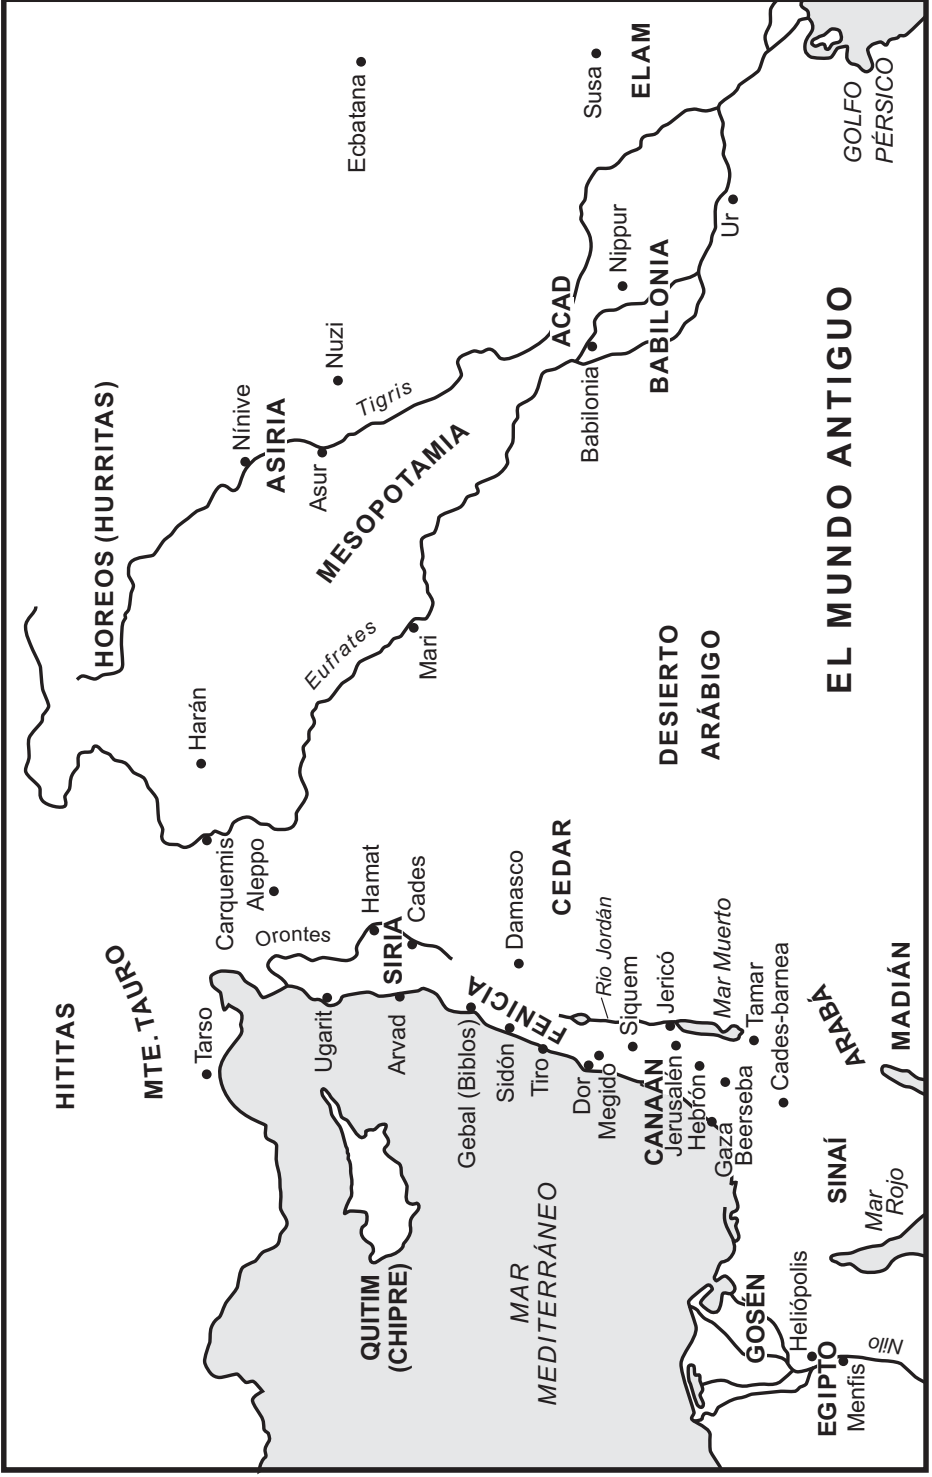 HITITAS
MTE. TAURO
Tarso
HOREOS (HURRITAS)
Harán
Carquemis
Aleppo
Nínive
ASIRIA
Asur
Nuzi
Tigris
MESOPOTAMIA
Eufrates
Mari
Ecbatana
Susa
ELAM
ACAD
Nippur
BABILONIA
Babilonia
Ur
GOLFO
PÉRSICO
Orontes
Hamat
SIRIA
Cades
Ugarit
Arvad
Gebal (Biblos)
FENICIA
Sidón
Tiro
Damasco
CEDAR
DESIERTO
ARÁBIGO
Rio Jordán
Dor
Megido
Siquem
CANAÁN
Jerusalén
Jericó
Hebrón
Mar Muerto
Gaza
Beerseba
Tamar
Cades-barnea
ARABÁ
MADIÁN
QUITIM
(CHIPRE)
MAR
MEDITERRÁNEO
SINAÍ
Mar
Rojo
GOSÉN
Heliópolis
EGIPTO
Menfis
Nilo
EL MUNDO ANTIGUO